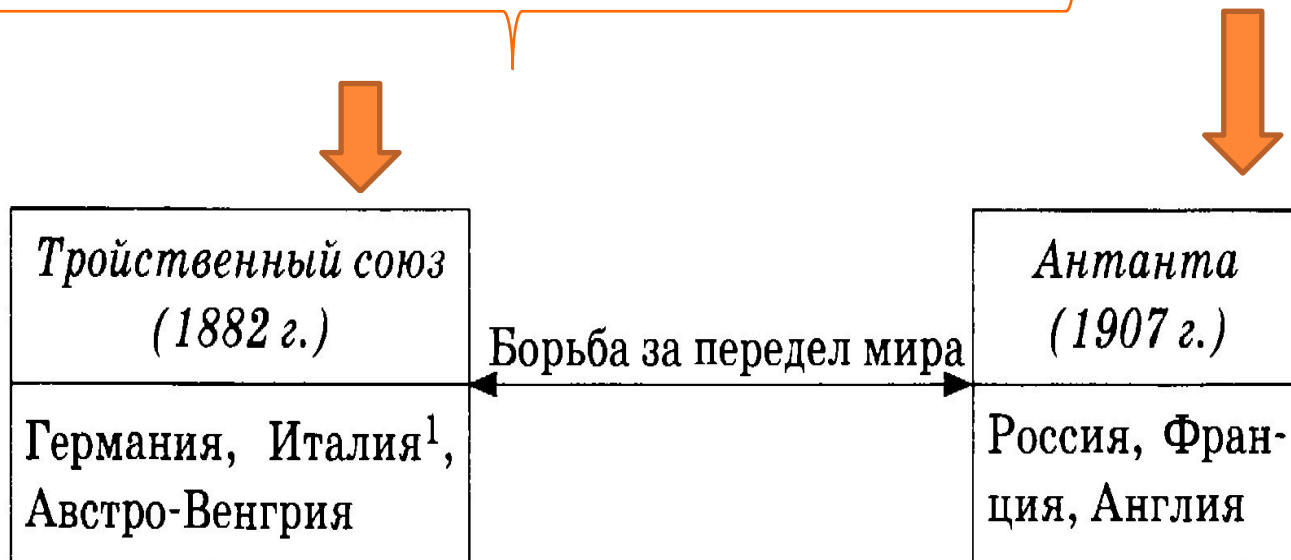 Тройственный союз
(1882 г.)
Борьба за передел мира
Антанта
(1907 г.)
Германия, Италия¹,
Австро-Венгрия
Россия, Фран-
ция, Англия